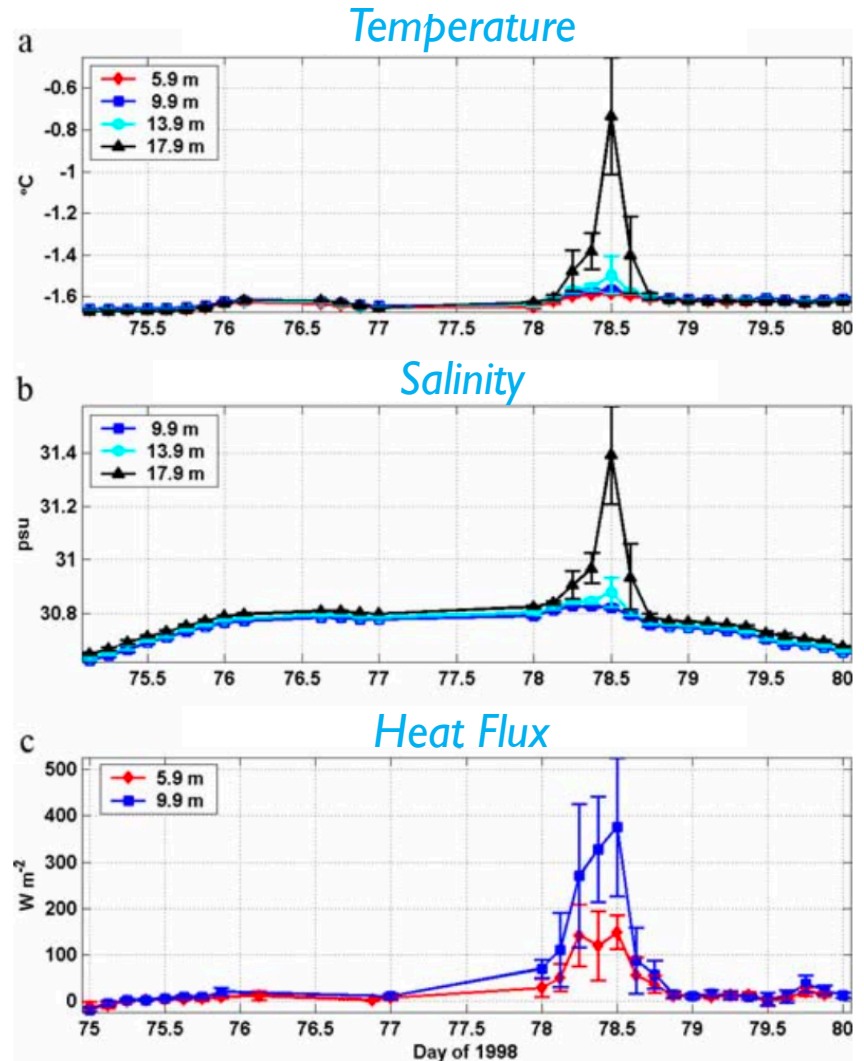 Temperature
a
5.9 m
9.9 m
13.9 m
17.9 m
-0.6
-0.8
-1
-1.2
-1.4
-1.6
°C
75.5 76 76.5 77 77.5 78 78.5 79 79.5 80
Salinity
b
9.9 m
13.9 m
17.9 m
31.4
31.2
31
30.8
psu
75.5 76 76.5 77 77.5 78 78.5 79 79.5 80
Heat Flux
c
5.9 m
9.9 m
500
400
300
200
100
0
W m-2
75 75.5 76 76.5 77 77.5 78 78.5 79 79.5 80
Day of 1998